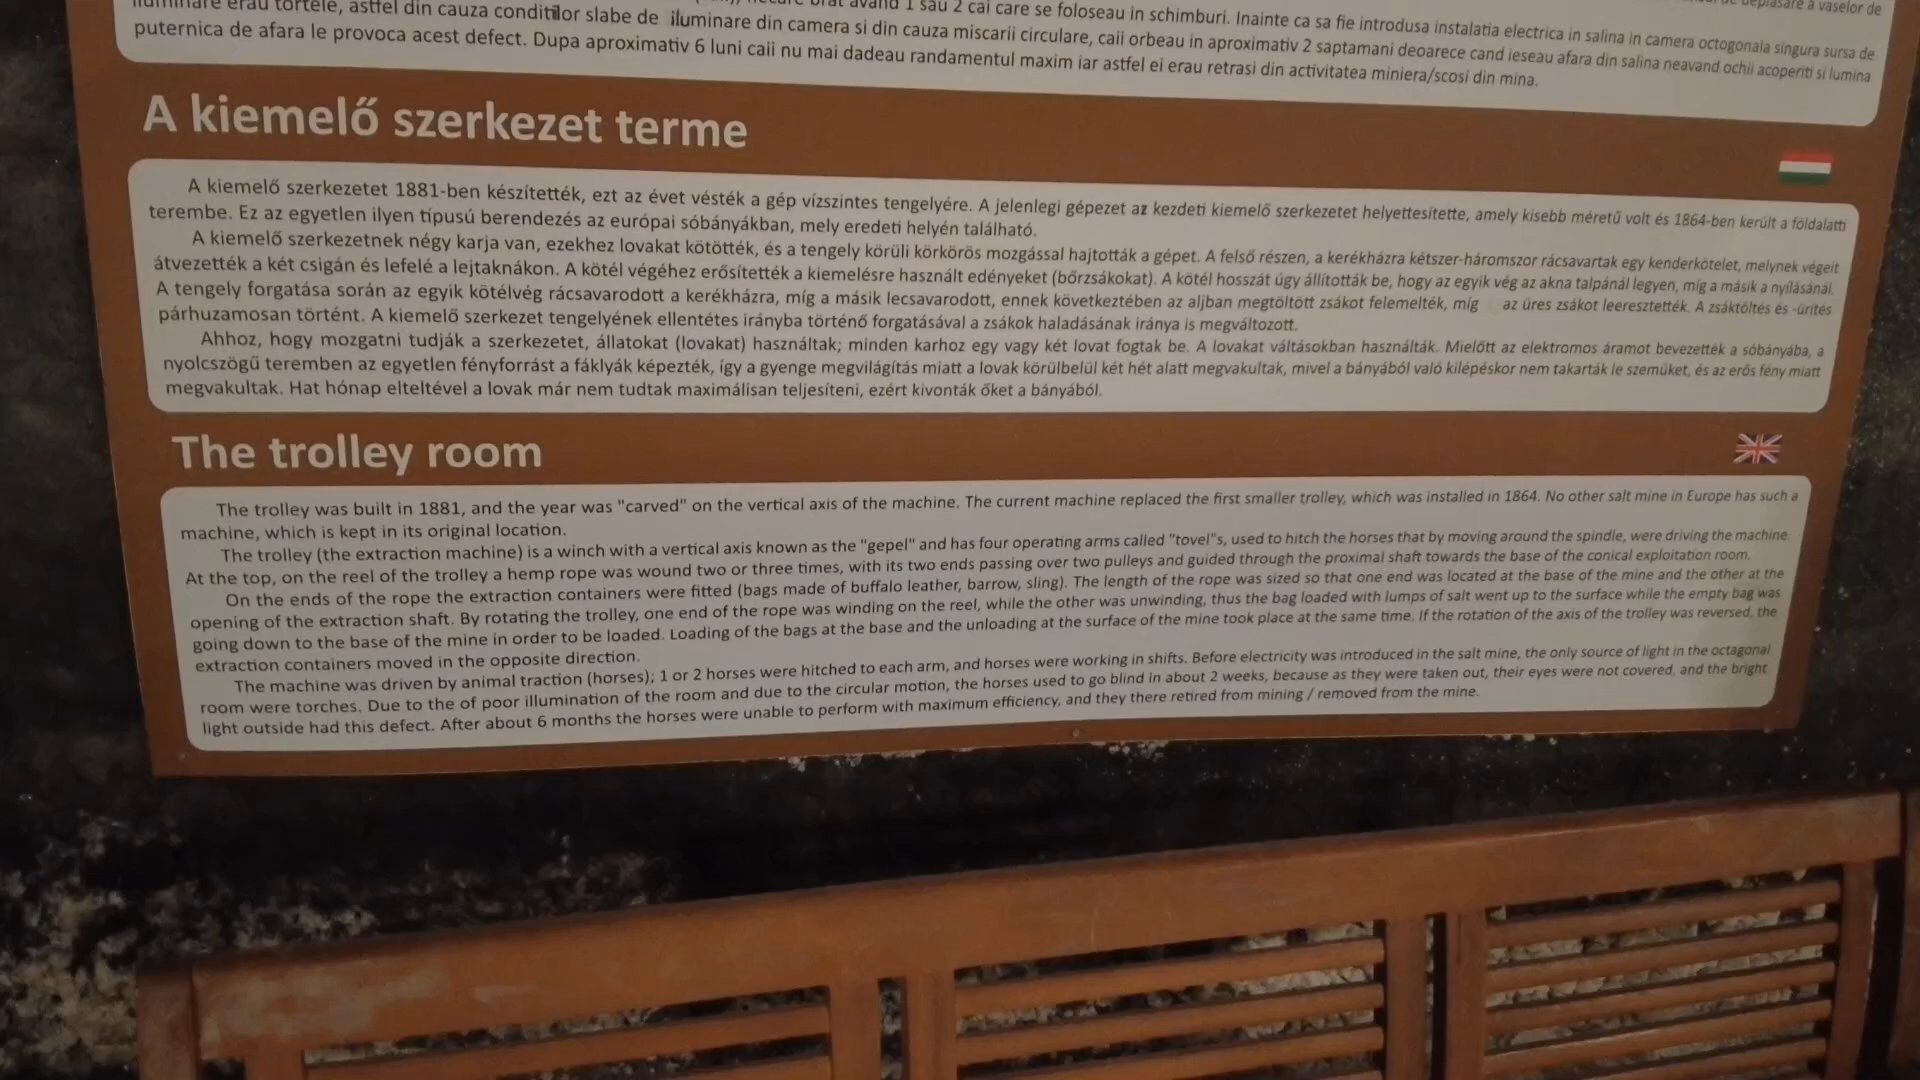 iluminare erau tortele, astfel din cauza conditiilor slabe de iluminare din camera si din cauza miscarii circulare, caii orbeau in aproximativ 2 saptamani deoarece cand ieseau afara din salina neavand ochii acoperiti si lumina
puternica de afara le provoca acest defect. Dupa aproximativ 6 luni caii nu mai dadeau randamentul maxim iar astfel ei erau retrasi din activitatea miniera/scosi din mina.
A kiemelő szerkezet terme
A kiemelő szerkezetet 1881-ben készítették, ezt az évet vésték a gép vízszintes tengelyére. A jelenlegi gépezet az kezdeti kiemelő szerkezetet helyettesítette, amely kisebb méretű volt és 1864-ben került a földalatti
terembe. Ez az egyetlen ilyen típusú berendezés az európai sóbányákban, mely eredeti helyén található.
A kiemelő szerkezetnek négy karja van, ezekhez lovakat kötötték, és a tengely körüli körkörös mozgással hajtották a gépet. A felső részen, a kerékházra kétszer-háromszor rácsavartak egy kenderkötelet, melynek végeit
átvezették a két csigán és lefelé a lejtaknákon. A kötél végéhez erősítették a kiemelésre használt edényeket (bőrzsákokat). A kötél hosszát úgy állították be, hogy az egyik vég az akna talpánál legyen, míg a másik a nyílásánál.
A tengely forgatása során az egyik kötélvég rácsavarodott a kerékházra, míg a másik lecsavarodott, ennek következtében az aljban megtöltött zsákot felemelték, míg az üres zsákot leeresztették. A zsáktöltés és -ürítés
párhuzamosan történt. A kiemelő szerkezet tengelyének ellentétes irányba történő forgatásával a zsákok haladásának iránya is megváltozott.
Ahhoz, hogy mozgatni tudják a szerkezetet, állatokat (lovakat) használtak; minden karhoz egy vagy két lovat fogtak be. A lovakat váltásokban használták. Mielőtt az elektromos áramot bevezették a sóbányába, a
nyolcszögű teremben az egyetlen fényforrást a fáklyák képezték, így a gyenge megvilágítás miatt a lovak körülbelül két hét alatt megvakultak, mivel a bányából való kilépéskor nem takarták le szemüket, és az erős fény miatt
megvakultak. Hat hónap elteltével a lovak már nem tudtak maximálisan teljesíteni, ezért kivonták őket a bányából.
The trolley room
The trolley was built in 1881, and the year was "carved" on the vertical axis of the machine. The current machine replaced the first smaller trolley, which was installed in 1864. No other salt mine in Europe has such a
machine, which is kept in its original location.
The trolley (the extraction machine) is a winch with a vertical axis known as the "gepel" and has four operating arms called "tovel"s, used to hitch the horses that by moving around the spindle, were driving the machine.
At the top, on the reel of the trolley a hemp rope was wound two or three times, with its two ends passing over two pulleys and guided through the proximal shaft towards the base of the conical exploitation room.
On the ends of the rope the extraction containers were fitted (bags made of buffalo leather, barrow, sling). The length of the rope was sized so that one end was located at the base of the mine and the other at the
opening of the extraction shaft. By rotating the trolley, one end of the rope was winding on the reel, while the other was unwinding, thus the bag loaded with lumps of salt went up to the surface while the empty bag was
going down to the base of the mine in order to be loaded. Loading of the bags at the base and the unloading at the surface of the mine took place at the same time. If the rotation of the axis of the trolley was reversed, the
extraction containers moved in the opposite direction.
The machine was driven by animal traction (horses); 1 or 2 horses were hitched to each arm, and horses were working in shifts. Before electricity was introduced in the salt mine, the only source of light in the octagonal
room were torches. Due to the of poor illumination of the room and due to the circular motion, the horses used to go blind in about 2 weeks, because as they were taken out, their eyes were not covered, and the bright
light outside had this defect. After about 6 months the horses were unable to perform with maximum efficiency, and they there retired from mining / removed from the mine.